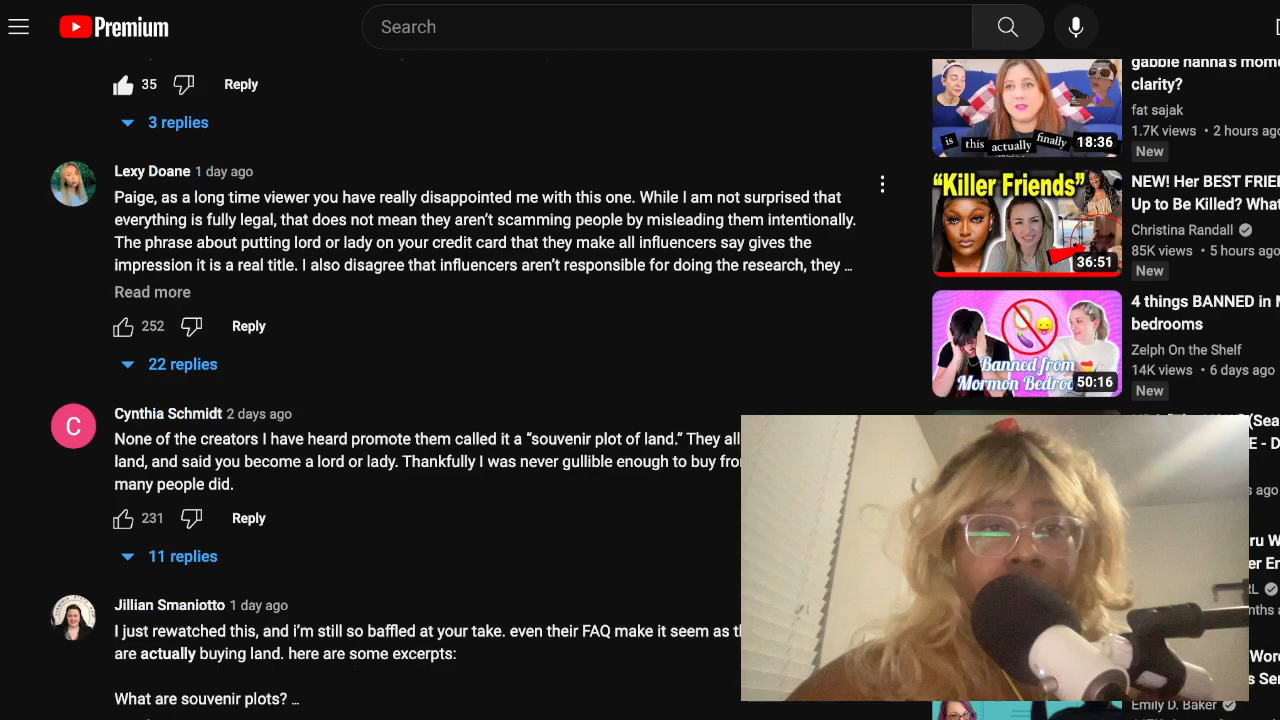 Premium
Search
35
Reply
3 replies
Lexy Doane 1 day ago
Paige, as a long time viewer you have really disappointed me with this one. While I am not surprised that
everything is fully legal, that does not mean they aren’t scamming people by misleading them intentionally.
The phrase about putting lord or lady on your credit card that they make all influencers say gives the
impression it is a real title. I also disagree that influencers aren’t responsible for doing the research, they ...
Read more
252
Reply
22 replies
C
Cynthia Schmidt 2 days ago
None of the creators I have heard promote them called it a “souvenir plot of land.” They all
land, and said you become a lord or lady. Thankfully I was never gullible enough to buy from
many people did.
231
Reply
11 replies
Jillian Smaniotto 1 day ago
I just rewatched this, and i’m still so baffled at your take. even their FAQ make it seem as
are actually buying land. here are some excerpts:
What are souvenir plots? ...
is this actually finally
18:36
gabbie hanna's
clarity?
fat sajak
1.7K views • 2 hours ago
New
"Killer Friends"
36:51
NEW! Her BEST
Up to Be Killed?
Christina Randall
85K views • 5 hours ago
New
Banned from
Mormon
50:16
4 things BANNED in
bedrooms
Zelph On the Shelf
14K views • 6 days ago
New
Emily D. Baker